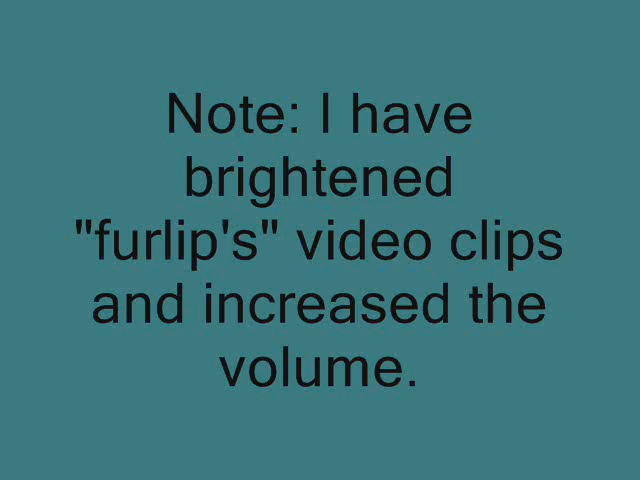 Note: I have
brightened
"furlip's" video clips
and increased the
volume.